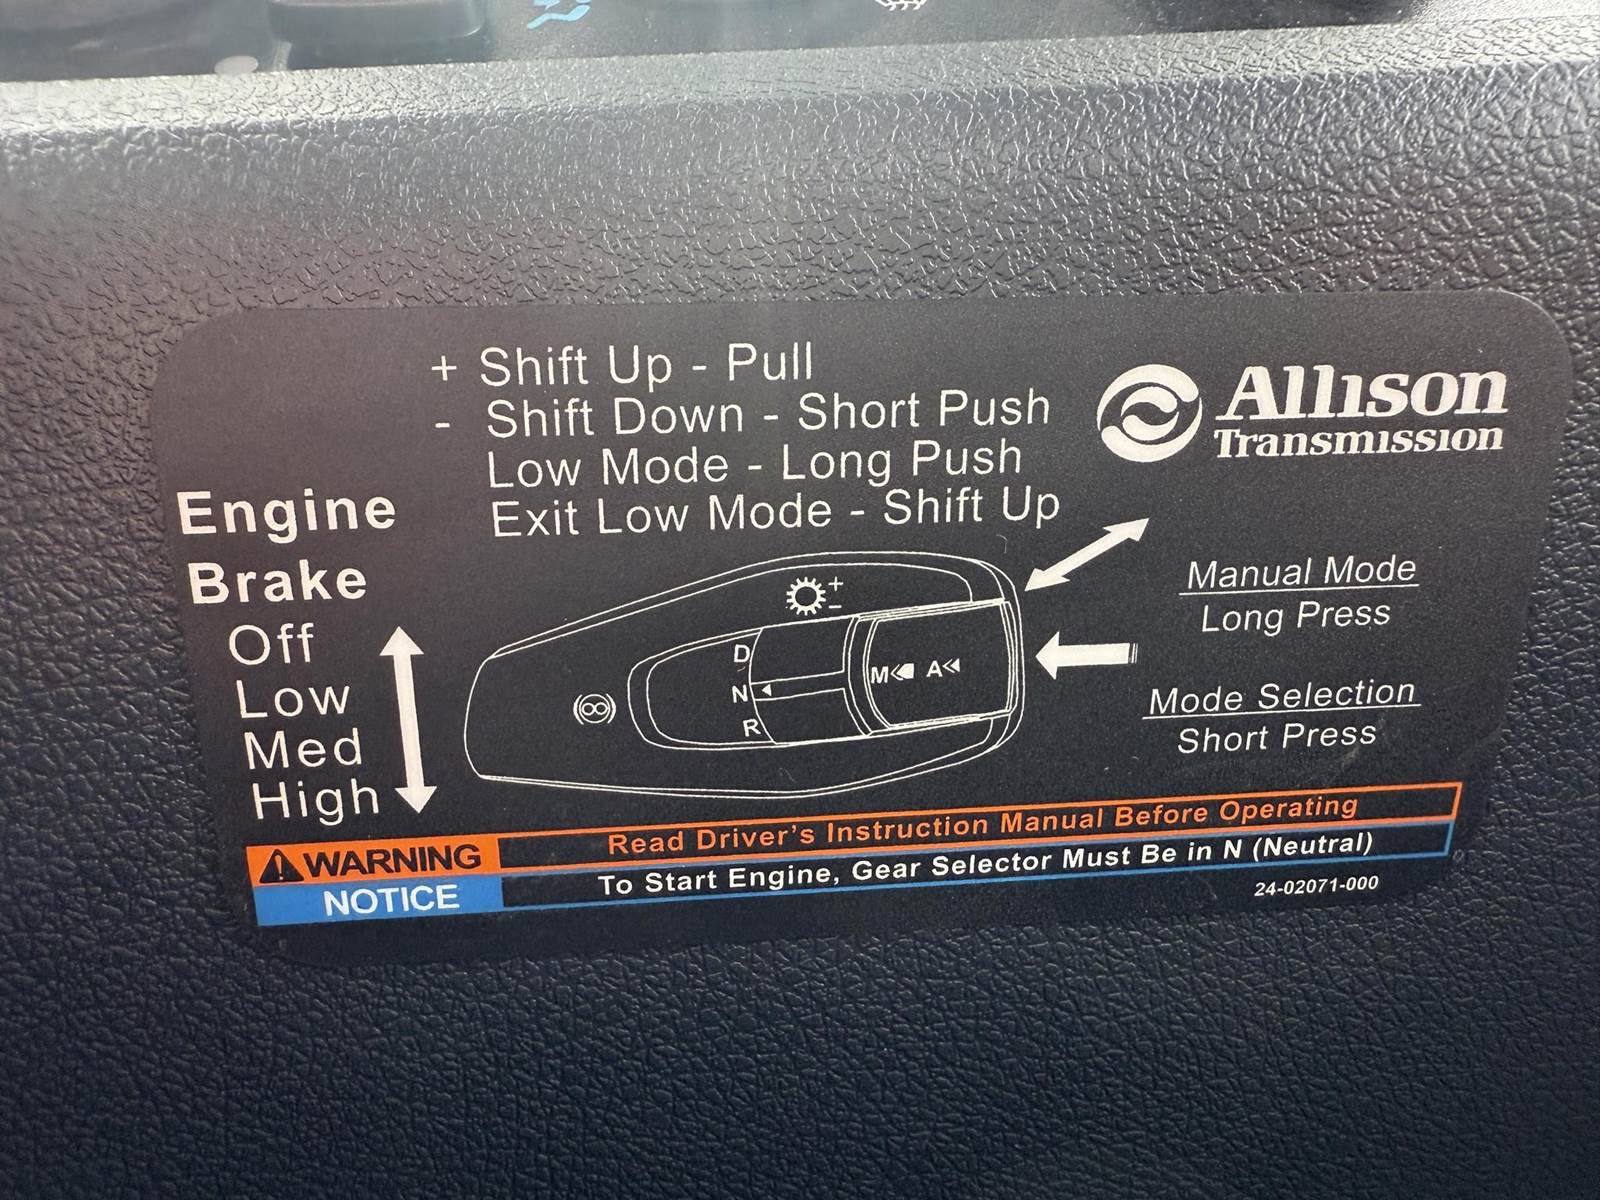 + Shift Up - Pull
- Shift Down - Short Push
Low Mode - Long Push
Exit Low Mode - Shift Up
Allison
Transmission
Engine
Brake
Off
Low
Med
High
+
-
D
N
R
M A
Manual Mode
Long Press
Mode Selection
Short Press
WARNING Read Driver's Instruction Manual Before Operating
NOTICE To Start Engine, Gear Selector Must Be in N (Neutral)
24-02071-000